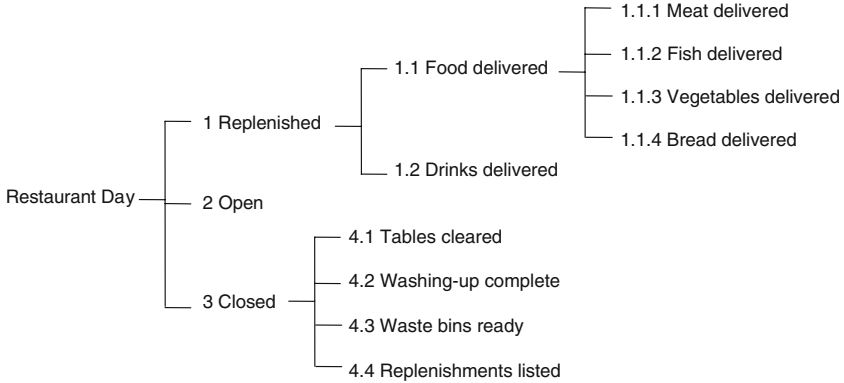 Restaurant Day
1 Replenished
1.1 Food delivered
1.1.1 Meat delivered
1.1.2 Fish delivered
1.1.3 Vegetables delivered
1.1.4 Bread delivered
1.2 Drinks delivered
2 Open
3 Closed
4.1 Tables cleared
4.2 Washing-up complete
4.3 Waste bins ready
4.4 Replenishments listed